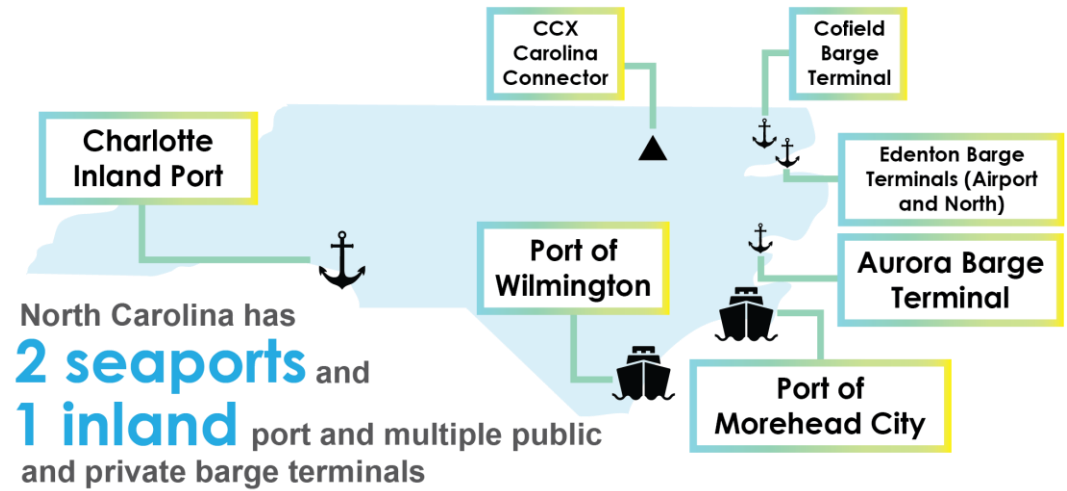 CCX
Carolina
Connector
Cofield
Barge
Terminal
Charlotte
Inland Port
Edenton Barge
Terminals (Airport
and North)
Port of
Wilmington
Aurora Barge
Terminal
North Carolina has
2 seaports and
1 inland port and multiple public
and private barge terminals
Port of
Morehead City